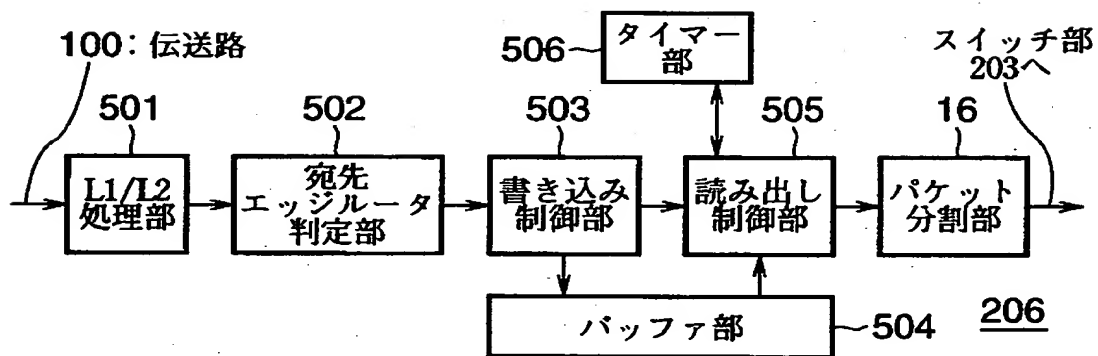 100：伝送路
506
タイマー
部
スイッチ部
203へ
501
502
503
505
16
L1/L2
処理部
宛先
エッジルータ
判定部
書き込み
制御部
読み出し
制御部
パケット
分割部
バッファ部
504
206